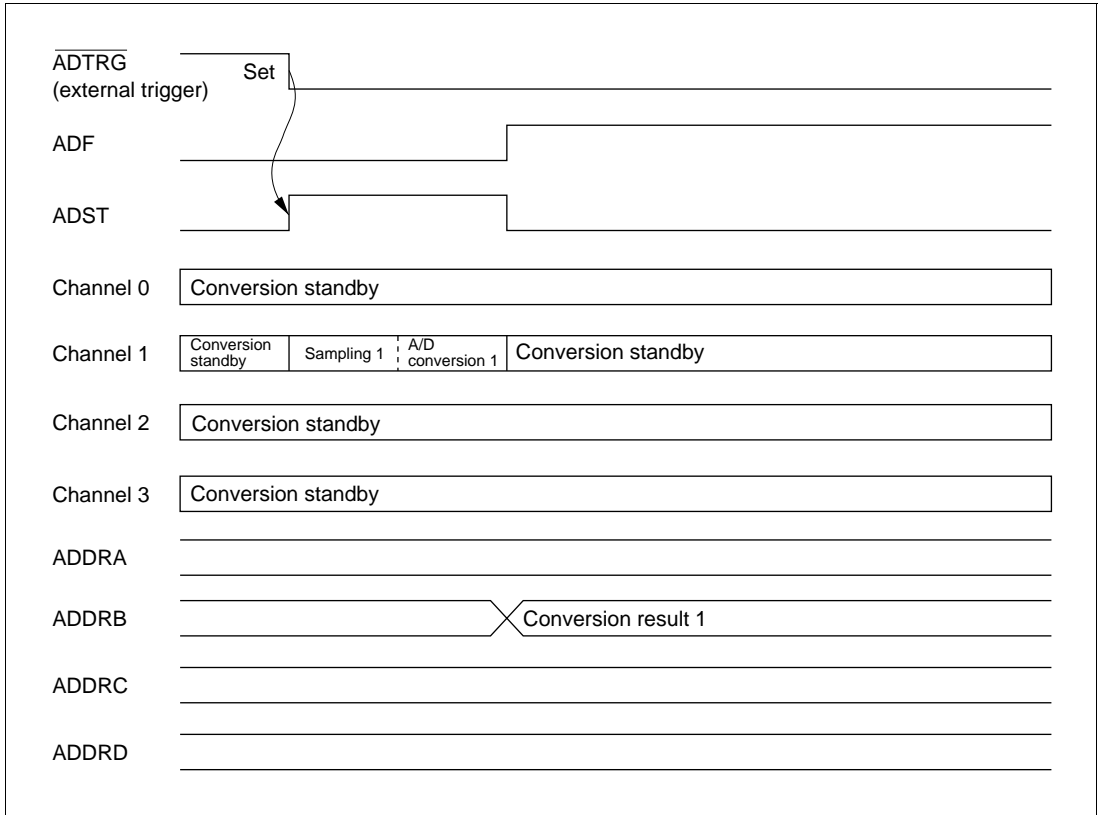 ADTRG
(external trigger)
Set
ADF
ADST
Channel 0
Conversion standby
Channel 1
Conversion
standby
Sampling 1
A/D
conversion 1
Conversion standby
Channel 2
Conversion standby
Channel 3
Conversion standby
ADDRA
ADDRB
Conversion result 1
ADDRC
ADDRD